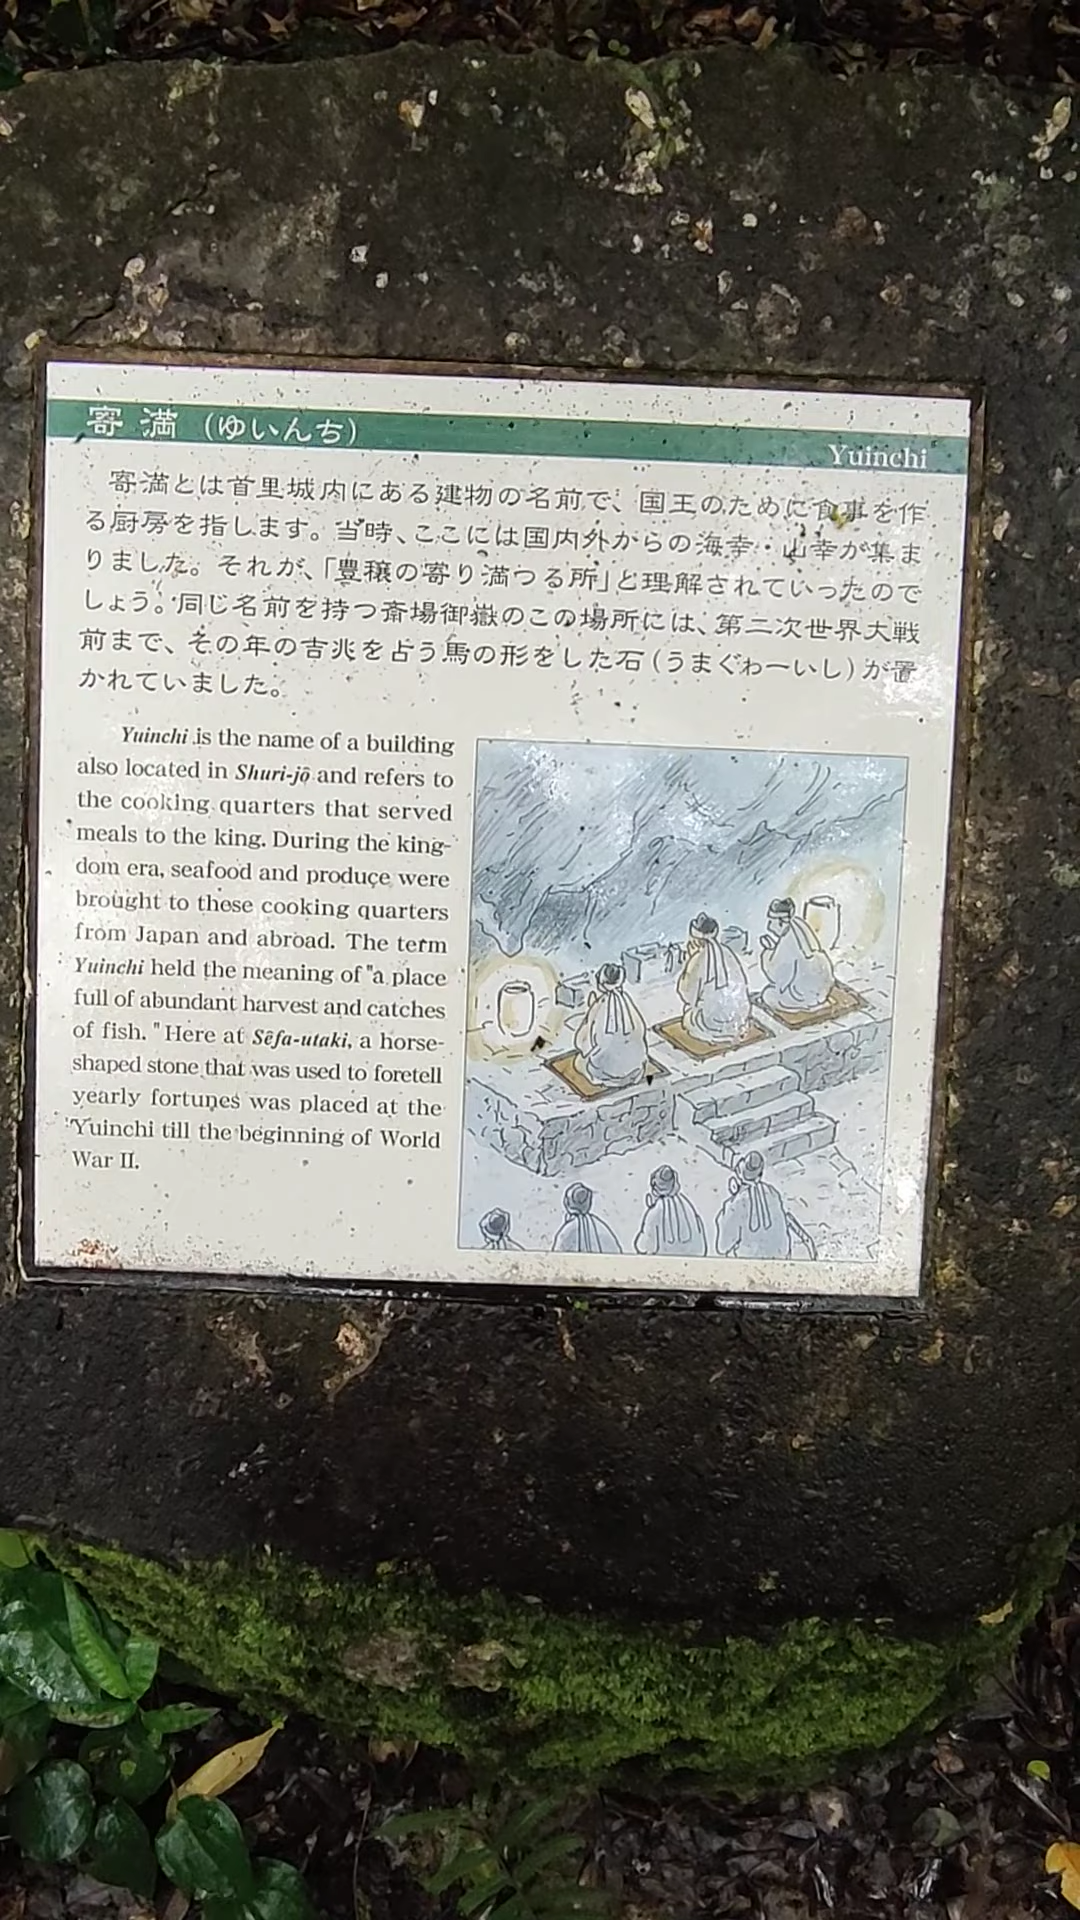 寄満 (ゆいんち)
Yuinchi
寄満とは首里城内にある建物の名前で、国王のために食事を作
る厨房を指します。当時、ここには国内外からの海幸・山幸が集ま
りました。それが、「豊穣の寄り満つる所」と理解されていったので
しょう。同じ名前を持つ斎場御嶽のこの場所には、第二次世界大戦
前まで、その年の吉兆を占う馬の形をした石(うまぐゎーいし)が置
かれていました。
Yuinchi is the name of a building
also located in Shuri-jô and refers to
the cooking quarters that served
meals to the king. During the king-
dom era, seafood and produce were
brought to these cooking quarters
from Japan and abroad. The term
Yuinchi held the meaning of "a place
full of abundant harvest and catches
of fish. " Here at Sêfa-utaki, a horse-
shaped stone that was used to foretell
yearly fortunes was placed at the
Yuinchi till the beginning of World
War II.